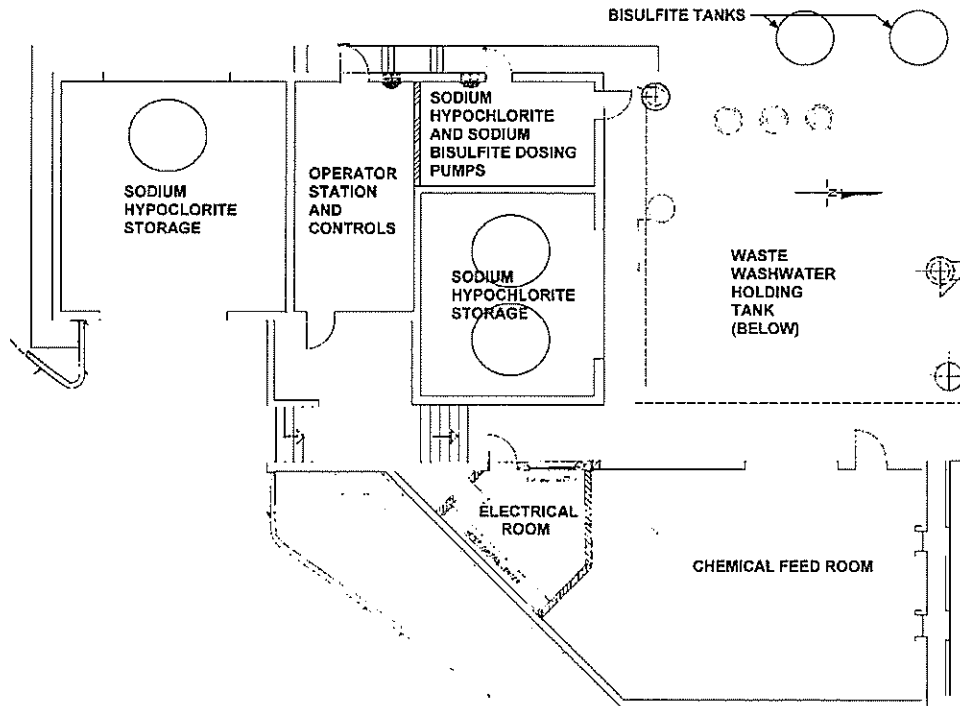 BISULFITE TANKS
SODIUM
HYPOCHLORITE
AND SODIUM
BISULFITE DOSING
PUMPS
SODIUM
HYPOCLORITE
STORAGE
OPERATOR
STATION
AND
CONTROLS
SODIUM
HYPOCHLORITE
STORAGE
N
WASTE
WASHWATER
HOLDING
TANK
(BELOW)
ELECTRICAL
ROOM
CHEMICAL FEED ROOM